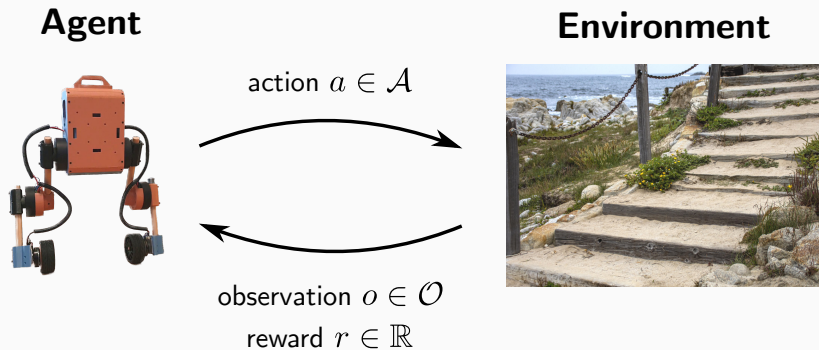 Agent
Environment
action a ∈ 𝒜
observation o ∈ 𝒪
reward r ∈ ℝ